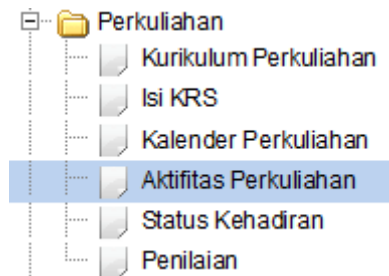 Perkuliahan
Kurikulum Perkuliahan
Isi KRS
Kalender Perkuliahan
Aktifitas Perkuliahan
Status Kehadiran
Penilaian